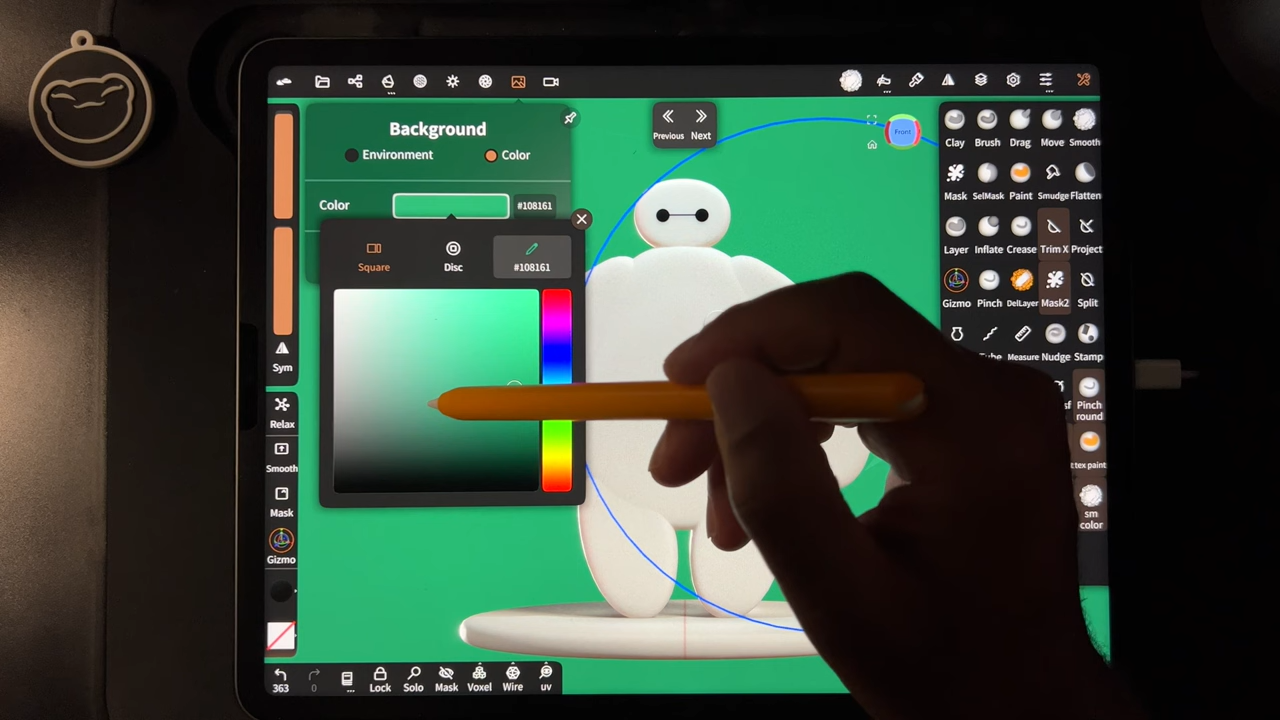 Background
Environment
Color
Color
#108161
Square
Disc
#108161
Previous
Next
Front
Sym
Relax
Smooth
Mask
Gizmo
363
0
Lock
Solo
Mask
Voxel
Wire
uv
Clay
Brush
Drag
Move
Smooth
Mask
SelMask
Paint
Smudge
Flatten
Layer
Inflate
Crease
Trim X
Project
Gizmo
Pinch
DelLayer
Mask2
Split
Measure
Nudge
Stamp
Pinch
round
tex paint
sm
color